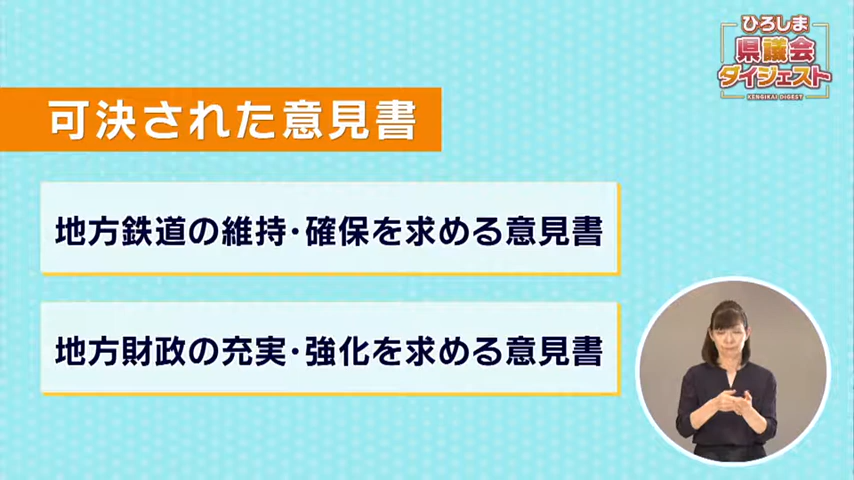 ひろしま
県議会
ダイジェスト
KENGIKAI DIGEST
可決された意見書
地方鉄道の維持・確保を求める意見書
地方財政の充実・強化を求める意見書